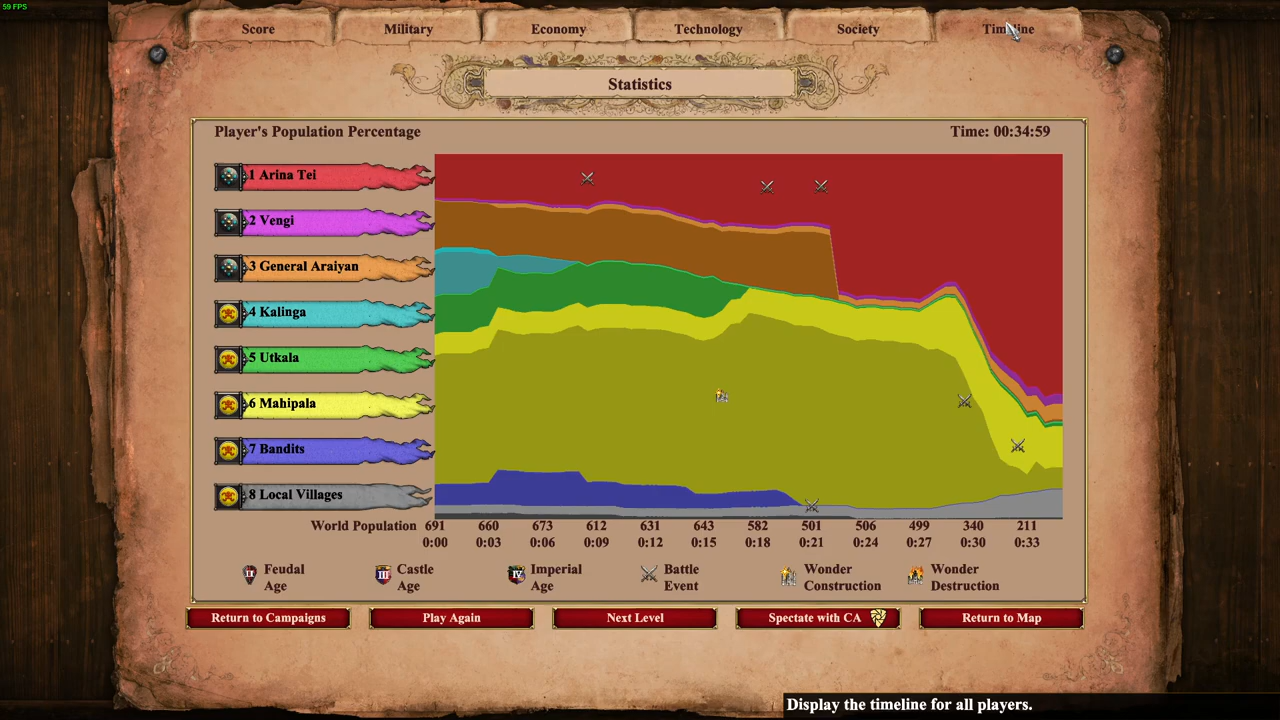 59 FPS
Score Military Economy Technology Society Timeline
Statistics
Player's Population Percentage Time: 00:34:59
1 Arina Tei
2 Vengi
3 General Araiyan
4 Kalinga
5 Utkala
6 Mahipala
7 Bandits
8 Local Villages
World Population 691 660 673 612 631 643 582 501 506 499 340 211
0:00 0:03 0:06 0:09 0:12 0:15 0:18 0:21 0:24 0:27 0:30 0:33
II Feudal Age
III Castle Age
IV Imperial Age
Battle Event
Wonder Construction
Wonder Destruction
Return to Campaigns Play Again Next Level Spectate with CA Return to Map
Display the timeline for all players.